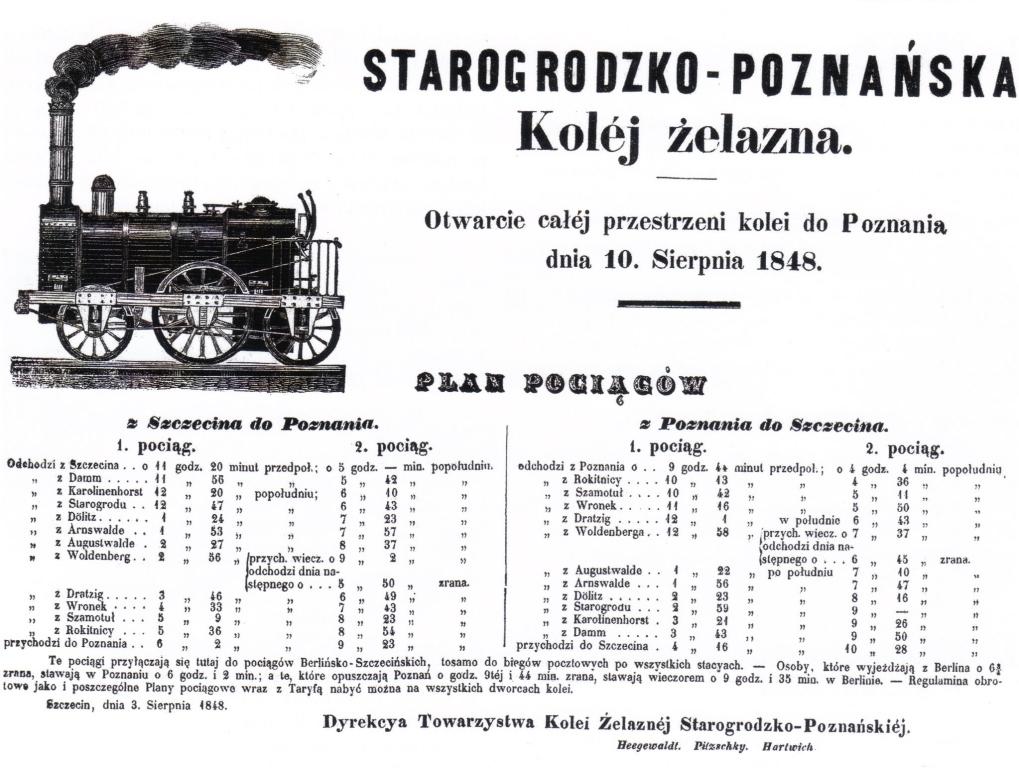 STAROGRODZKO-POZNAŃSKA
Koléj żelazna.
Otwarcie całéj przestrzeni kolei do Poznania
dnia 10. Sierpnia 1848.
PLAN POCIĄGÓW
z Szczecina do Poznania.
1. pociąg. 2. pociąg.
Odchodzi z Szczecina . . o 11 godz. 20 minut przedpoł.; o 5 godz. — min. popołudniu.
„ z Damm . . . . 11 „ 56 „ „ 5 „ 42 „ „
„ z Karolinenhorst 12 „ 20 „ popołudniu; 6 „ 10 „ „
„ z Starogrodu . . 12 „ 47 „ „ 6 „ 43 „ „
„ z Dölitz . . . . . . 1 „ 24 „ „ 7 „ 23 „ „
„ z Arnswalde . . 1 „ 53 „ „ 7 „ 57 „ „
„ z Augustwalde . 2 „ 27 „ „ 8 „ 37 „ „
„ z Woldenberg . . 2 „ 56 „ przych. wiecz. o 9 „ 2 „ „
odchodzi dnia na-
stępnego o . . . 5 „ 50 „ zrana.
„ z Dratzig . . . . . 3 „ 46 „ „ 6 „ 49 „ „
„ z Wronek . . . . 4 „ 33 „ „ 7 „ 43 „ „
„ z Szamotuł . . . 5 „ 9 „ „ 8 „ 23 „ „
„ z Rokitnicy . . . 5 „ 36 „ „ 8 „ 54 „ „
przychodzi do Poznania . 6 „ 2 „ „ 9 „ 23 „ „
z Poznania do Szczecina.
1. pociąg. 2. pociąg.
odchodzi z Poznania o . . 9 godz. 44 minut przedpoł.; o 4 godz. 4 min. popołudniu
„ z Rokitnicy . . . 10 „ 13 „ „ 4 „ 36 „ „
„ z Szamotuł . . . 10 „ 42 „ „ 5 „ 11 „ „
„ z Wronek . . . . 11 „ 16 „ „ 5 „ 50 „ „
„ z Dratzig . . . . . 12 „ 1 „ w południe 6 „ 43 „ „
„ z Woldenberga . . 12 „ 58 „ przych. wiecz. o 7 „ 37 „ „
odchodzi dnia na-
stępnego o . . . 6 „ 45 „ zrana.
„ z Augustwalde . . 1 „ 22 „ po południu 7 „ 10 „ „
„ z Arnswalde . . . 1 „ 56 „ „ 7 „ 47 „ „
„ z Dölitz . . . . . 2 „ 23 „ „ 8 „ 16 „ „
„ z Starogrodu . . . 2 „ 59 „ „ 9 „ — „ „
„ z Karolinenhorst . 3 „ 21 „ „ 9 „ 26 „ „
„ z Damm . . . . . 3 „ 43 „ „ 9 „ 50 „ „
przychodzi do Szczecina . 4 „ 16 „ „ 10 „ 28 „ „
Te pociągi przyłączają się tutaj do pociągów Berlińsko-Szczecińskich, tosamo do biegów pocztowych po wszystkich stacyach. — Osoby, które wyjeżdżają z Berlina o 6¾
zrana, stawają w Poznaniu o 6 godz. i 2 min.; a te, które opuszczają Poznań o godz. 9téj i 44 min. zrana, stawają wieczorem o 9 godz. i 35 min. w Berlinie. — Regulamina obro-
towe jako i poszczególne Plany pociągowe wraz z Taryfą nabyć można na wszystkich dworcach kolei.
Szczecin, dnia 3. Sierpnia 1848.
Dyrekcya Towarzystwa Kolei Żelaznéj Starogrodzko-Poznańskiéj.
Heegewaldt. Pitzschky. Hartwich